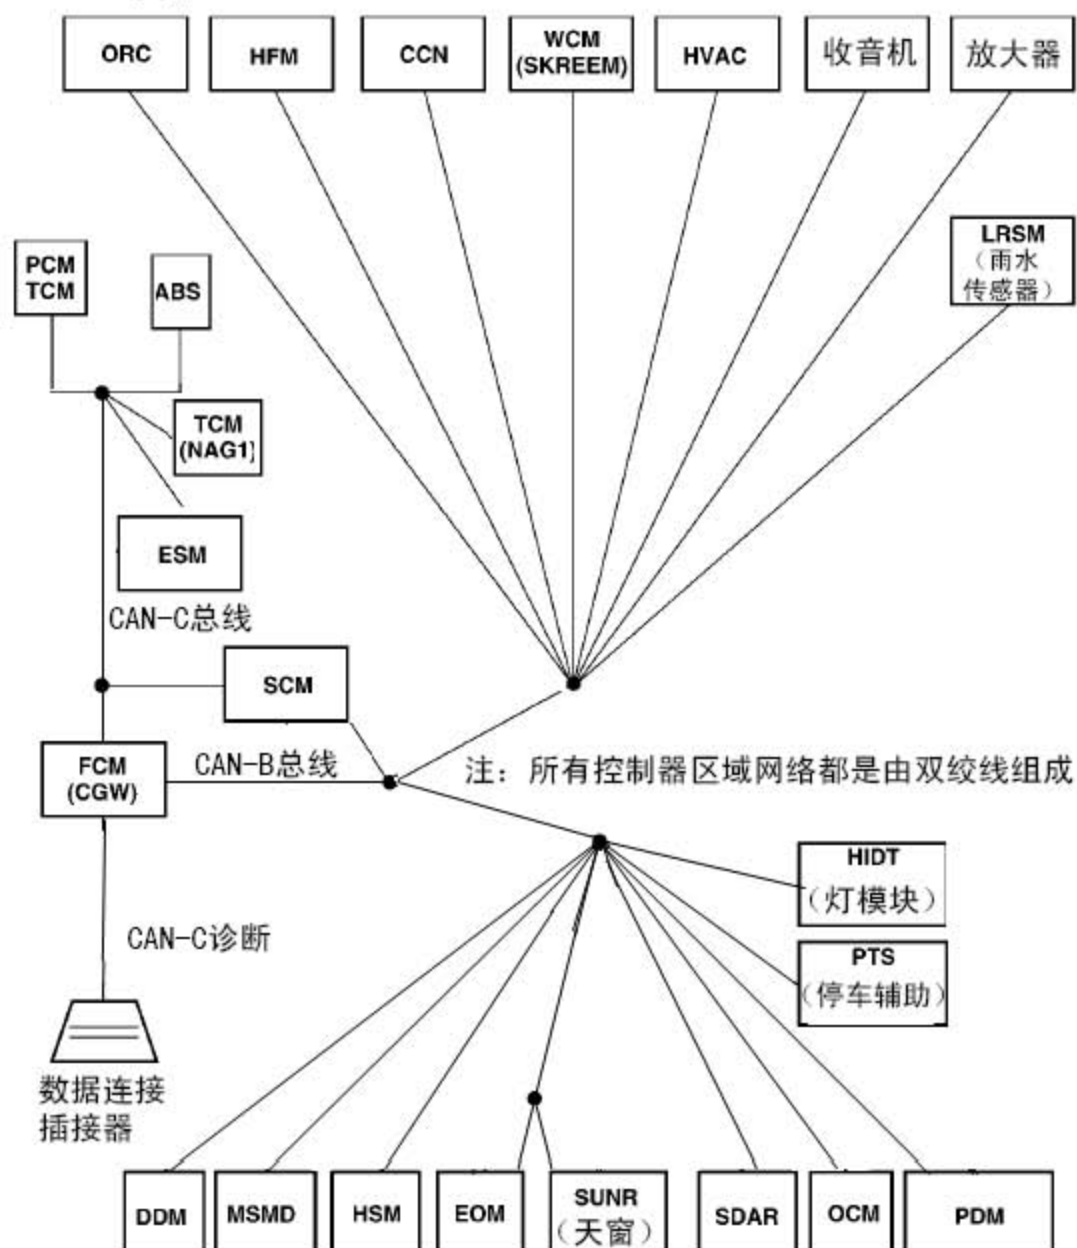 ORC
HFM
CCN
WCM
(SKREEM)
HVAC
收音机
放大器
LRSM
（雨水
传感器）
PCM
TCM
ABS
TCM
(NAG1)
ESM
CAN-C总线
SCM
FCM
(CGW)
CAN-B总线
注：所有控制器区域网络都是由双绞线组成
HIDT
（灯模块）
CAN-C诊断
PTS
（停车辅助）
数据连接
插接器
DDM
MSMD
HSM
EOM
SUNR
（天窗）
SDAR
OCM
PDM